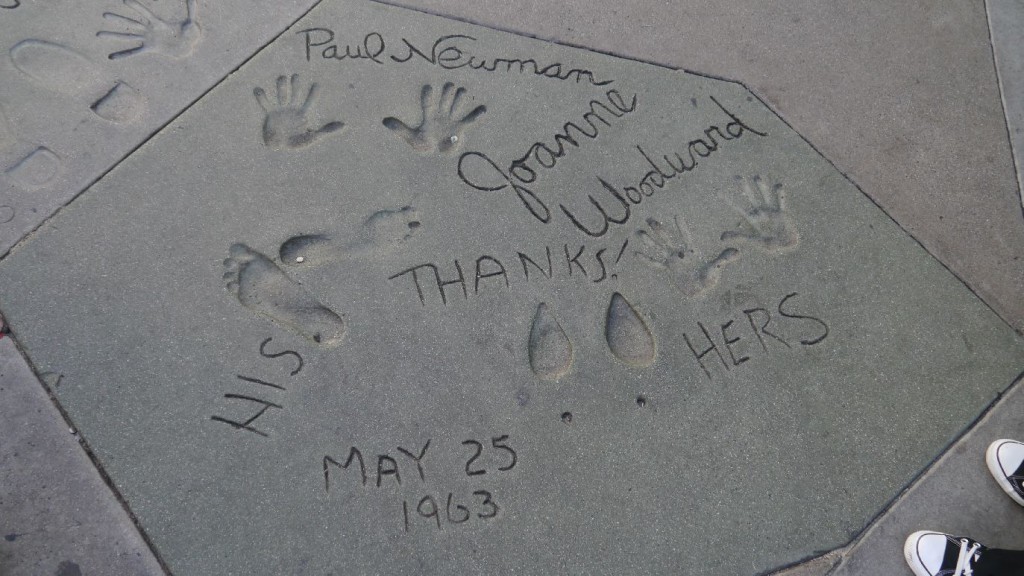 Paul Newman
Joanne
Woodward
THANKS!
HIS
HERS
MAY 25
1963